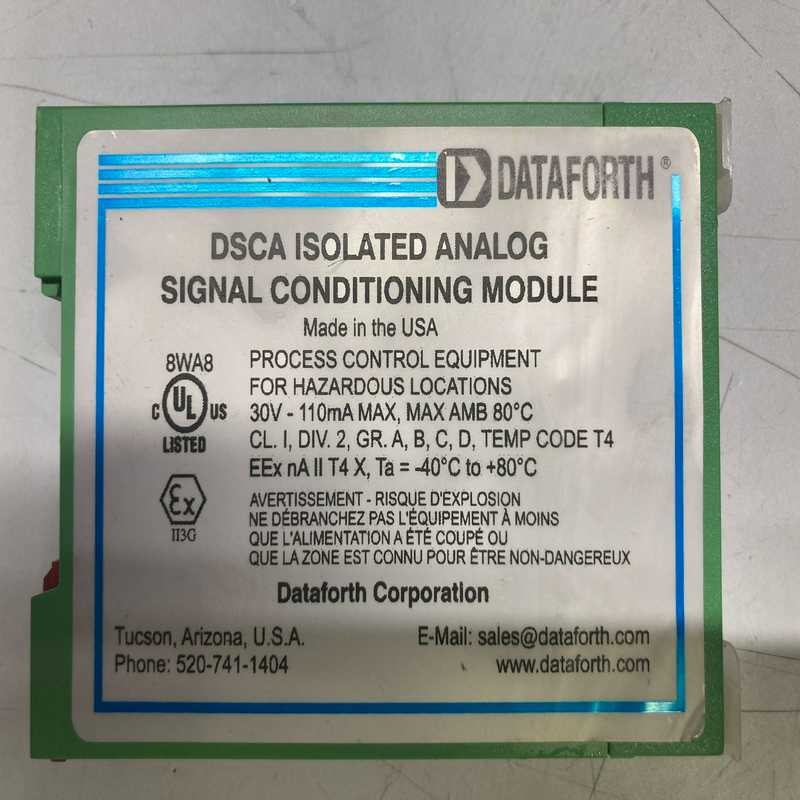 DATAFORTH®
DSCA ISOLATED ANALOG
SIGNAL CONDITIONING MODULE
Made in the USA
8WA8
C UL US
LISTED
PROCESS CONTROL EQUIPMENT
FOR HAZARDOUS LOCATIONS
30V - 110mA MAX, MAX AMB 80°C
CL. I, DIV. 2, GR. A, B, C, D, TEMP CODE T4
EEx nA II T4 X, Ta = -40°C to +80°C
Ex
II3G
AVERTISSEMENT - RISQUE D'EXPLOSION
NE DÉBRANCHEZ PAS L'ÉQUIPEMENT À MOINS
QUE L'ALIMENTATION A ÉTÉ COUPÉ OU
QUE LA ZONE EST CONNU POUR ÊTRE NON-DANGEREUX
Dataforth Corporation
Tucson, Arizona, U.S.A.
Phone: 520-741-1404
E-Mail: sales@dataforth.com
www.dataforth.com